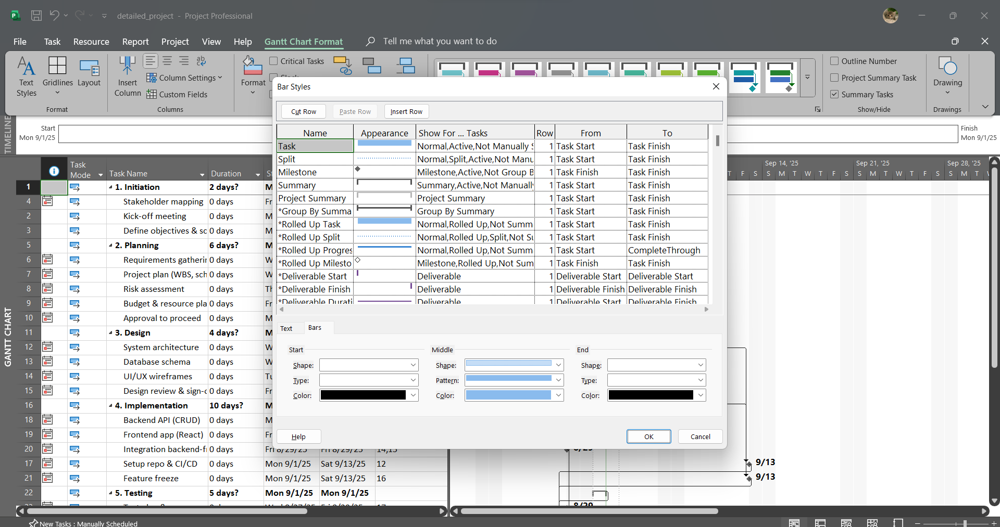 detailed_project - Project Professional
File Task Resource Report Project View Help Gantt Chart Format Tell me what you want to do
Text Styles
Gridlines
Layout
Format
Insert Column
Column Settings
Custom Fields
Columns
Format
Critical Tasks
Outline Number
Project Summary Task
Summary Tasks
Show/Hide
Drawing
Drawings
TIMELINE
Start
Mon 9/1/25
Finish
Mon 9/1/25
GANTT CHART
Task Mode Task Name Duration
1 1. Initiation 2 days?
4 Stakeholder mapping 0 days
2 Kick-off meeting 0 days
3 Define objectives & sc 0 days
5 2. Planning 6 days?
6 Requirements gatherin 0 days
7 Project plan (WBS, sch 0 days
8 Risk assessment 0 days
9 Budget & resource pla 0 days
10 Approval to proceed 0 days
11 3. Design 4 days?
12 System architecture 0 days
13 Database schema 0 days
14 UI/UX wireframes 0 days
15 Design review & sign-o 0 days
16 4. Implementation 10 days?
18 Backend API (CRUD) 0 days
19 Frontend app (React) 0 days
20 Integration backend-fr 0 days Fri 8/29/25 Fri 8/29/25 14,15
17 Setup repo & CI/CD 0 days Mon 9/1/25 Sat 9/13/25 12
21 Feature freeze 0 days Mon 9/1/25 Sat 9/13/25 16
22 5. Testing 5 days? Mon 9/1/25 Mon 9/1/25
Sep 14, '25 Sep 21, '25 Sep 28, '25
T F S S M T W T F S S M T W T F S S M T
8/29
9/13
9/13
8/29
Bar Styles
Cut Row Paste Row Insert Row
Name Appearance Show For ... Tasks Row From To
Task Normal,Active,Not Manually S 1 Task Start Task Finish
Split Normal,Split,Active,Not Manu 1 Task Start Task Finish
Milestone Milestone,Active,Not Group B 1 Task Finish Task Finish
Summary Summary,Active,Not Manually 1 Task Start Task Finish
Project Summary Project Summary 1 Task Start Task Finish
*Group By Summa Group By Summary 1 Task Start Task Finish
*Rolled Up Task Normal,Rolled Up,Not Summ 1 Task Start Task Finish
*Rolled Up Split Normal,Rolled Up,Split,Not Su 1 Task Start Task Finish
*Rolled Up Progres Normal,Rolled Up,Not Summ 1 Task Start CompleteThrough
*Rolled Up Milesto Milestone,Rolled Up,Not Sum 1 Task Finish Task Finish
*Deliverable Start Deliverable 1 Deliverable Start Deliverable Start
*Deliverable Finish Deliverable 1 Deliverable Finish Deliverable Finish
*Deliverable Durati Deliverable 1 Deliverable Start Deliverable Finish
Text Bars
Start Middle End
Shape: Shape: Shape:
Type: Pattern: Type:
Color: Color: Color:
Help OK Cancel
New Tasks : Manually Scheduled